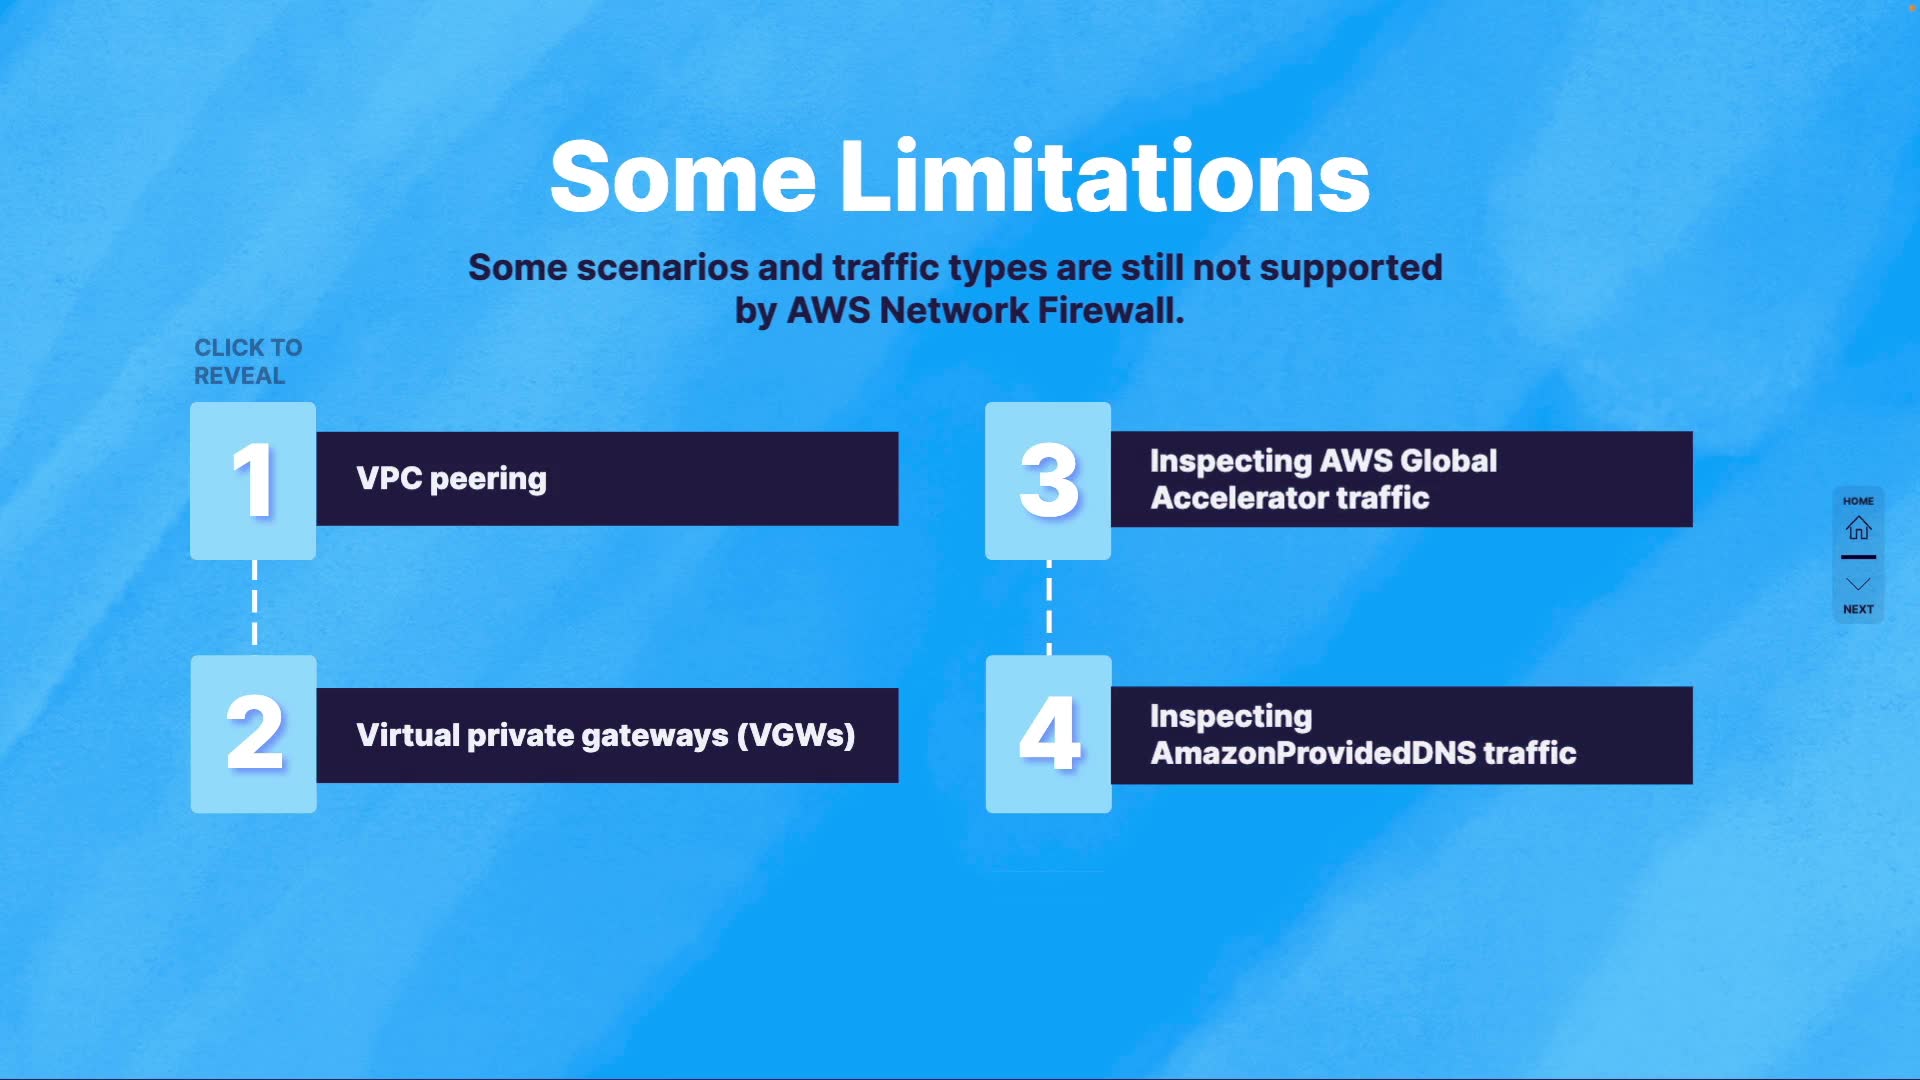 Some Limitations
Some scenarios and traffic types are still not supported
by AWS Network Firewall.
CLICK TO
REVEAL
1
VPC peering
2
Virtual private gateways (VGWs)
3
Inspecting AWS Global
Accelerator traffic
4
Inspecting
AmazonProvidedDNS traffic
HOME
NEXT